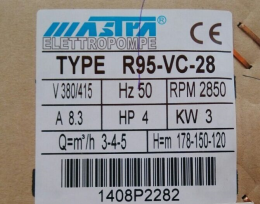 MASTRA CE
ELETTROPOMPE
TYPE R95-VC-28
V 380/415 Hz 50 RPM 2850
A 8.3 HP 4 KW 3
Q=m³/h 3-4-5 H=m 178-150-120
1408P2282